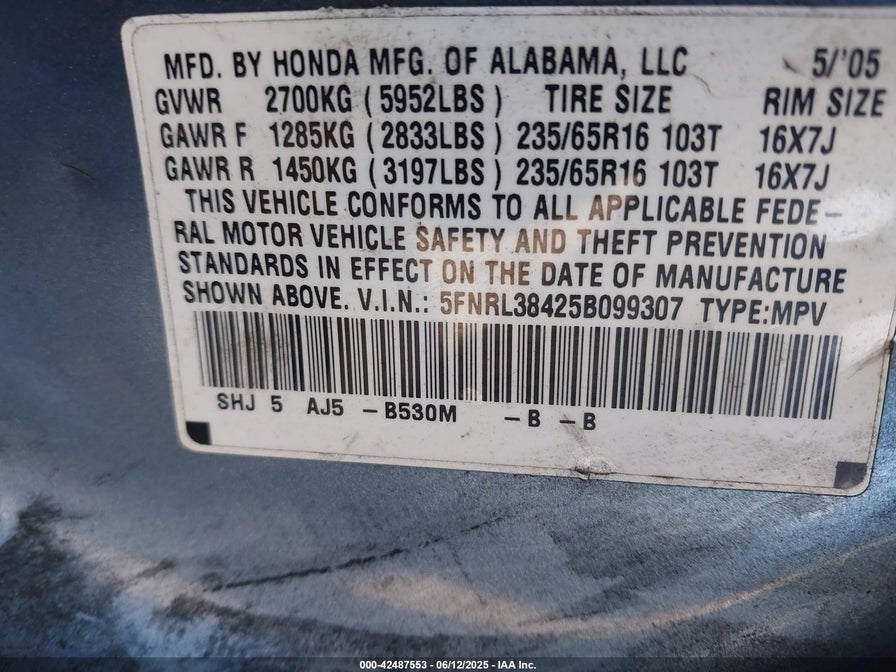 MFD. BY HONDA MFG. OF ALABAMA, LLC 5/'05
GVWR 2700KG (5952LBS) TIRE SIZE RIM SIZE
GAWR F 1285KG (2833LBS) 235/65R16 103T 16X7J
GAWR R 1450KG (3197LBS) 235/65R16 103T 16X7J
THIS VEHICLE CONFORMS TO ALL APPLICABLE FEDE-
RAL MOTOR VEHICLE SAFETY AND THEFT PREVENTION
STANDARDS IN EFFECT ON THE DATE OF MANUFACTURE
SHOWN ABOVE. V.I.N.: 5FNRL38425B099307 TYPE:MPV
SHJ 5 AJ5 -B530M -B -B
000-42487553 - 06/12/2025 - IAA Inc.